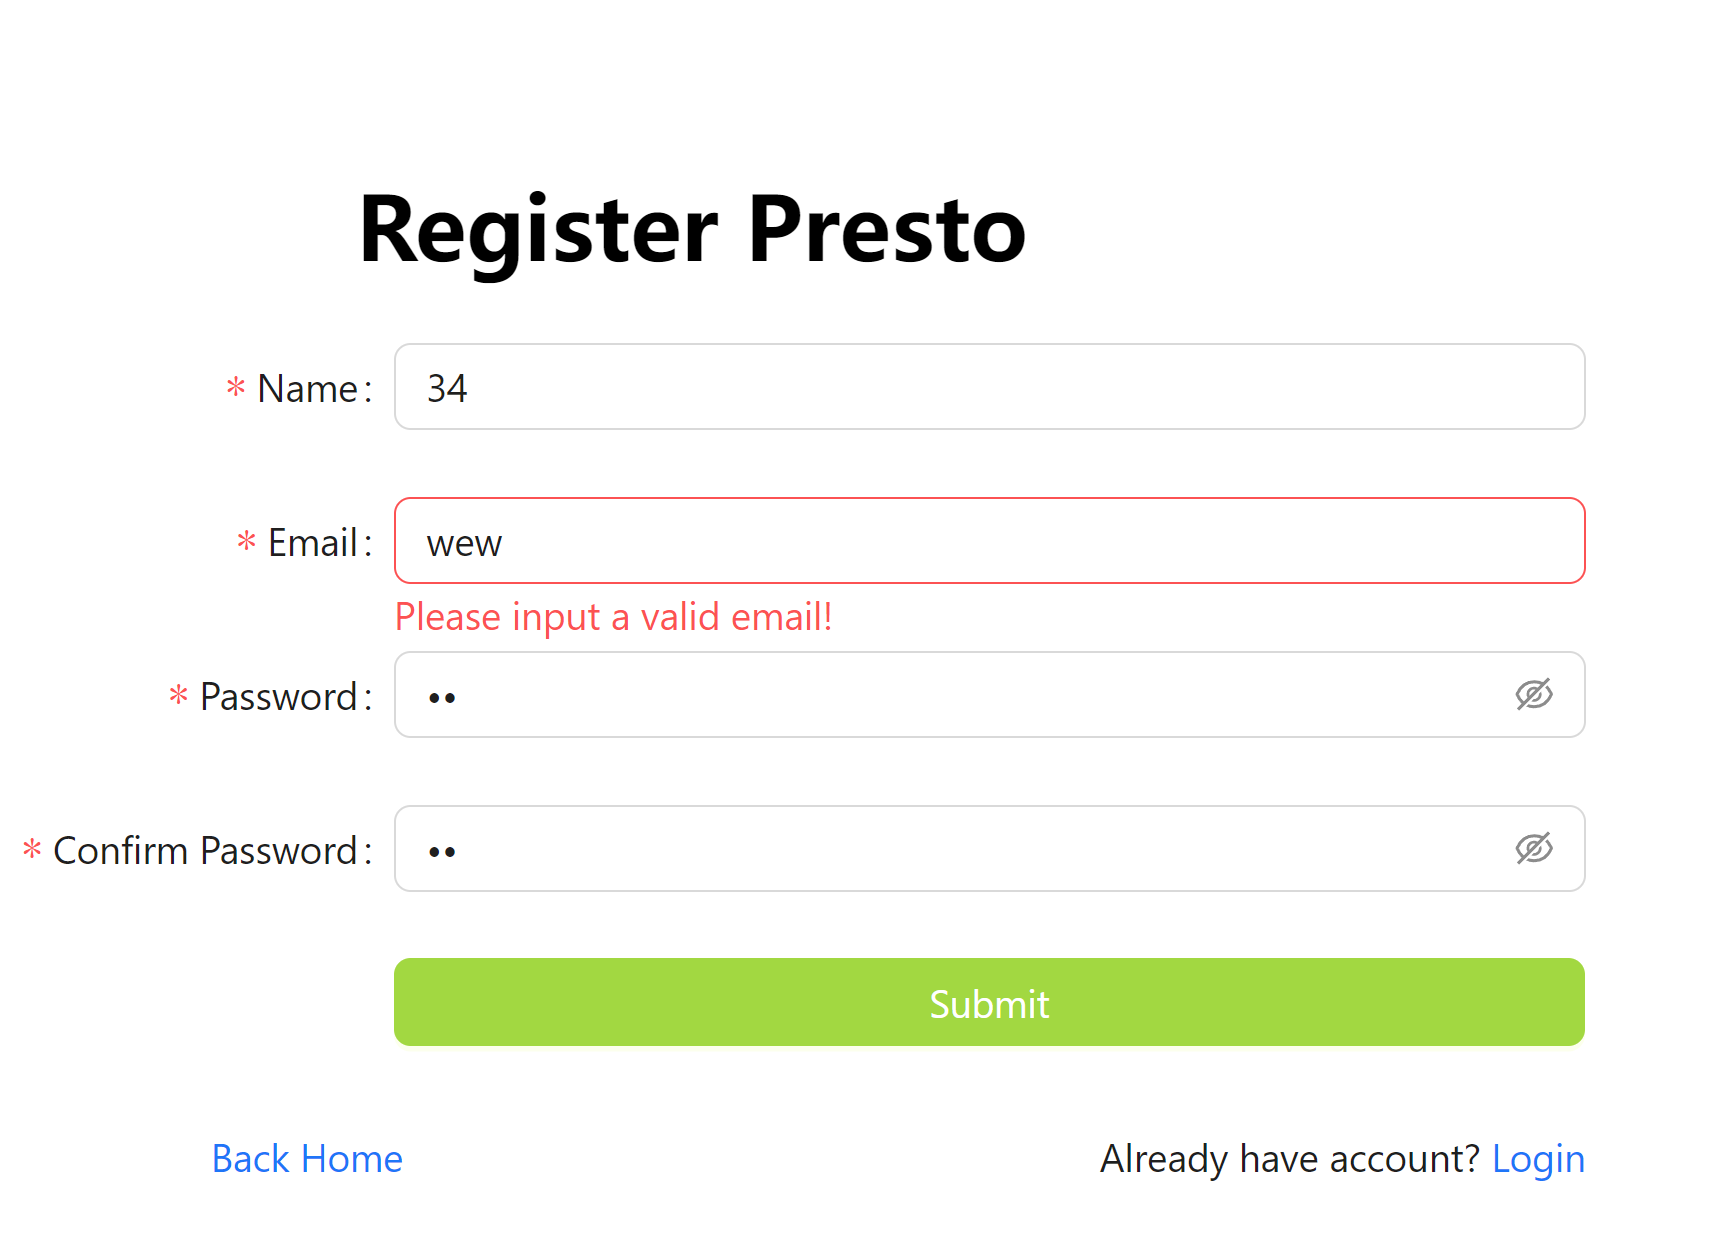 Register Presto
* Name: 34
* Email: wew
Please input a valid email!
* Password: ••
* Confirm Password: ••
Submit
Back Home Already have account? Login